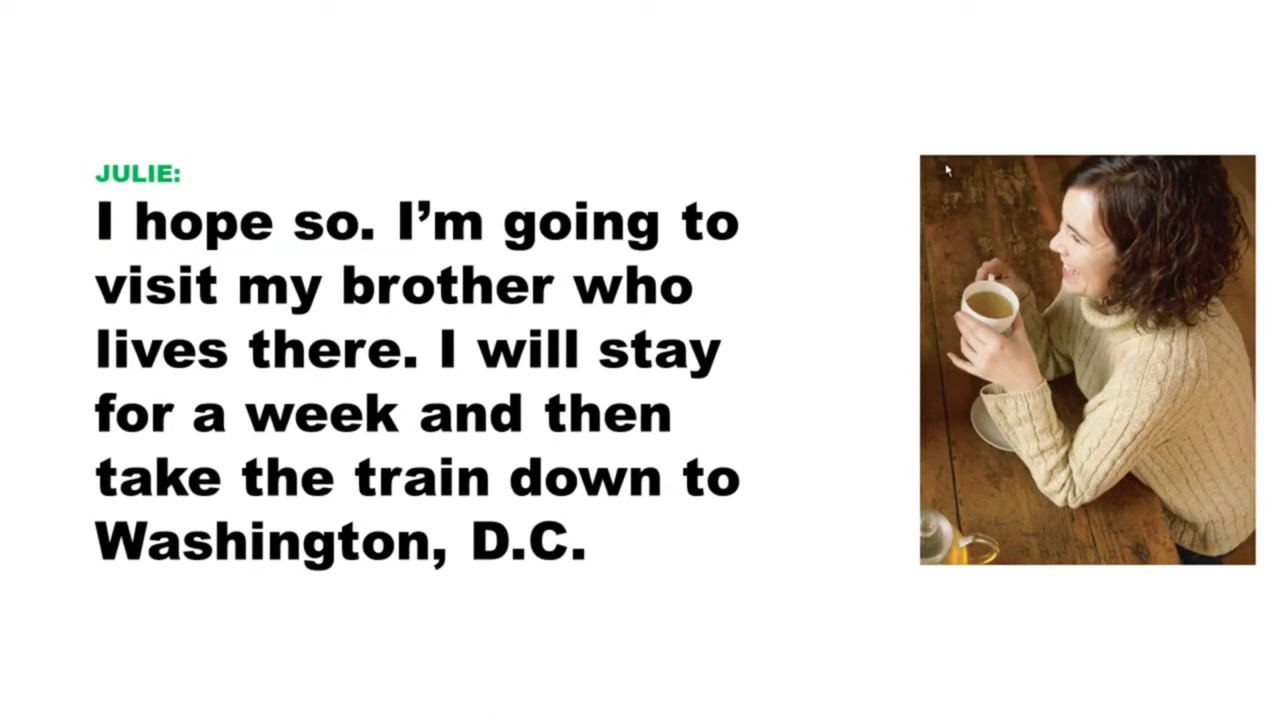 JULIE:
I hope so. I’m going to
visit my brother who
lives there. I will stay
for a week and then
take the train down to
Washington, D.C.